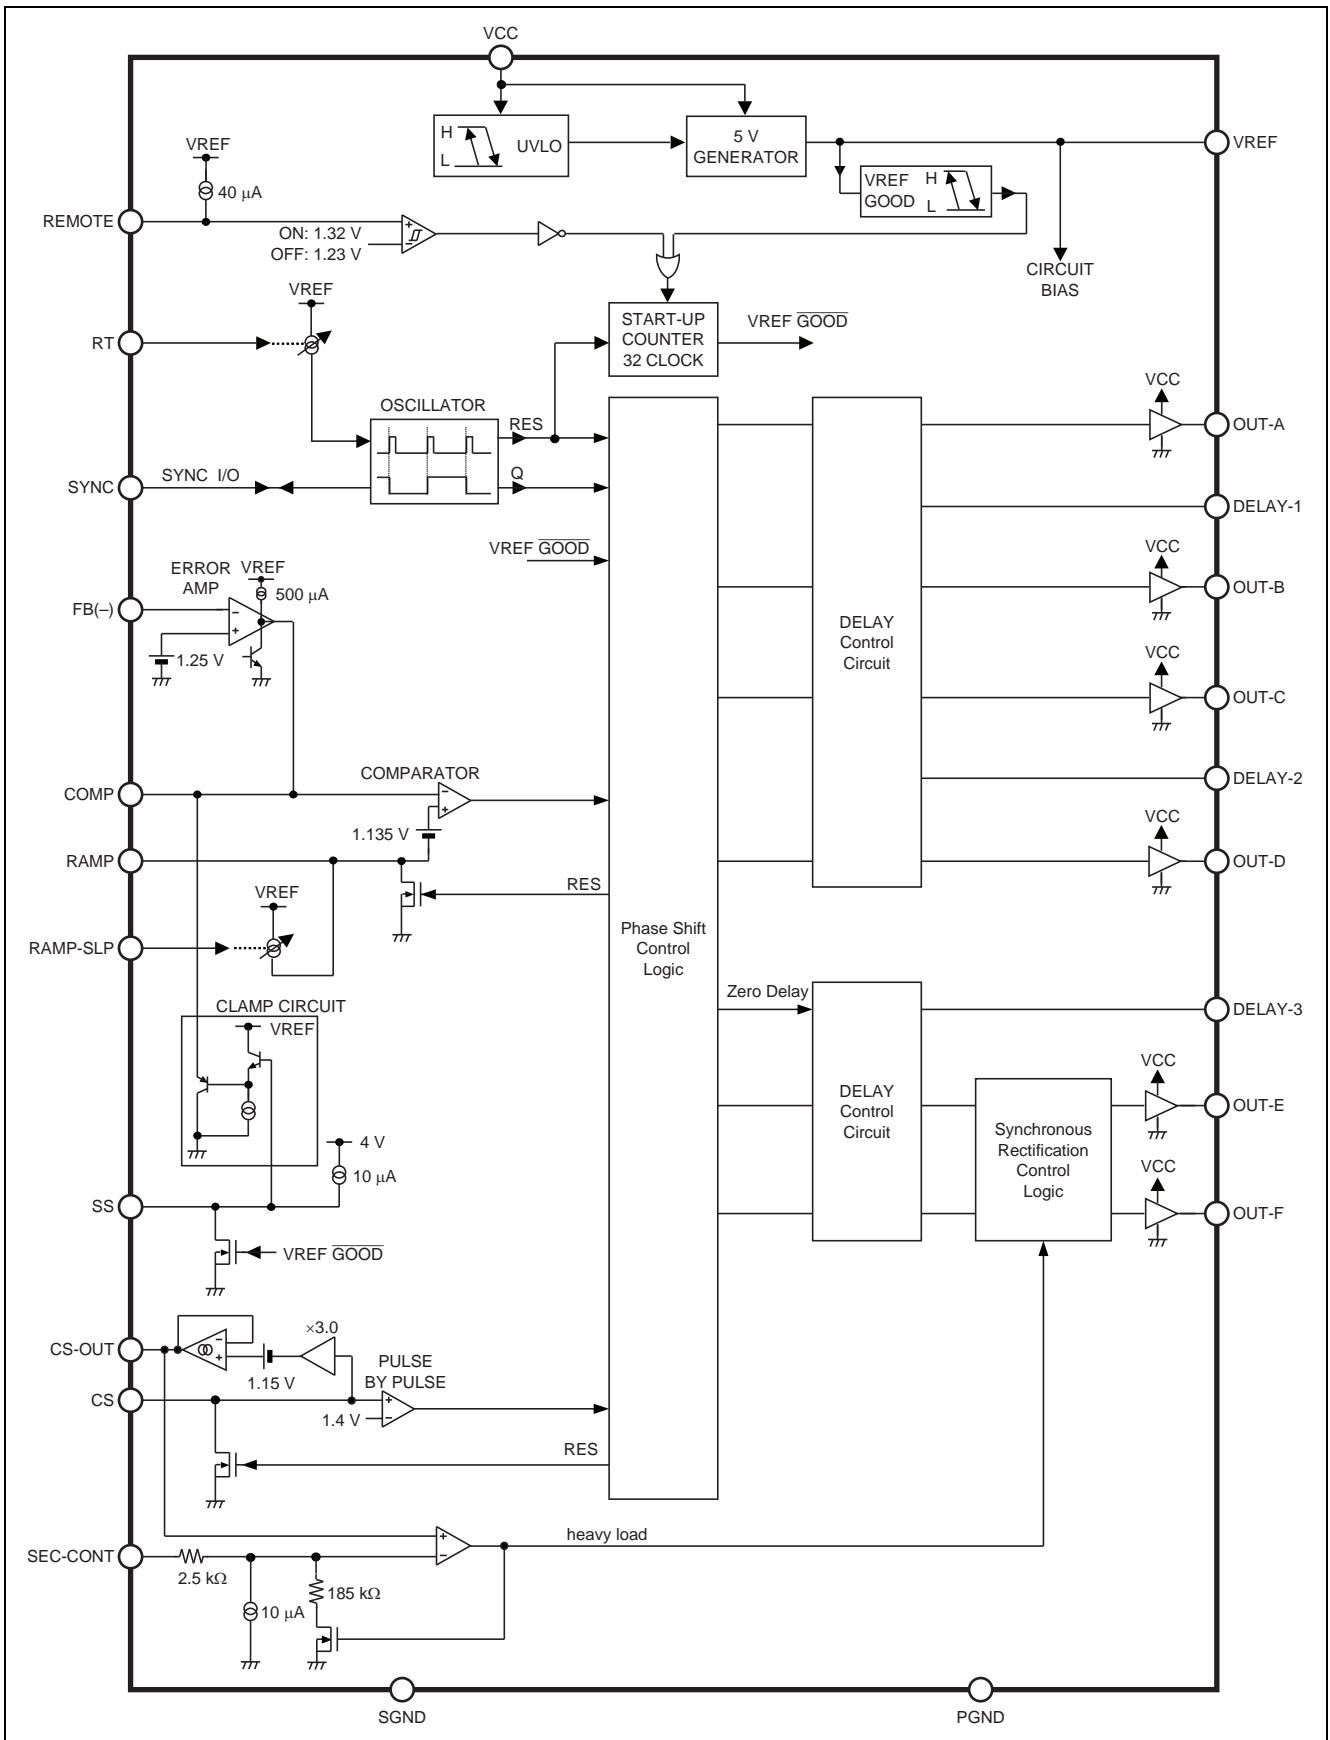 VCC
H
L
UVLO
5 V
GENERATOR
VREF
VREF
GOOD
H
L
VREF
40 μA
REMOTE
ON: 1.32 V
OFF: 1.23 V
+
−
CIRCUIT
BIAS
VREF
RT
START-UP
COUNTER
32 CLOCK
VREF GOOD
OSCILLATOR
RES
Q
SYNC
SYNC I/O
VREF GOOD
VCC
OUT-A
DELAY-1
VCC
OUT-B
ERROR
AMP
VREF
500 μA
FB(–)
−
+
1.25 V
DELAY
Control
Circuit
VCC
OUT-C
COMP
COMPARATOR
−
+
1.135 V
DELAY-2
VCC
OUT-D
RAMP
RES
VREF
RAMP-SLP
Phase Shift
Control
Logic
Zero Delay
DELAY-3
CLAMP CIRCUIT
VREF
DELAY
Control
Circuit
VCC
OUT-E
Synchronous
Rectification
Control
Logic
4 V
10 μA
SS
VCC
OUT-F
VREF GOOD
CS-OUT
−
+
1.15 V
×3.0
PULSE
BY PULSE
CS
+
−
1.4 V
RES
heavy load
+
−
SEC-CONT
2.5 kΩ
185 kΩ
10 μA
SGND
PGND